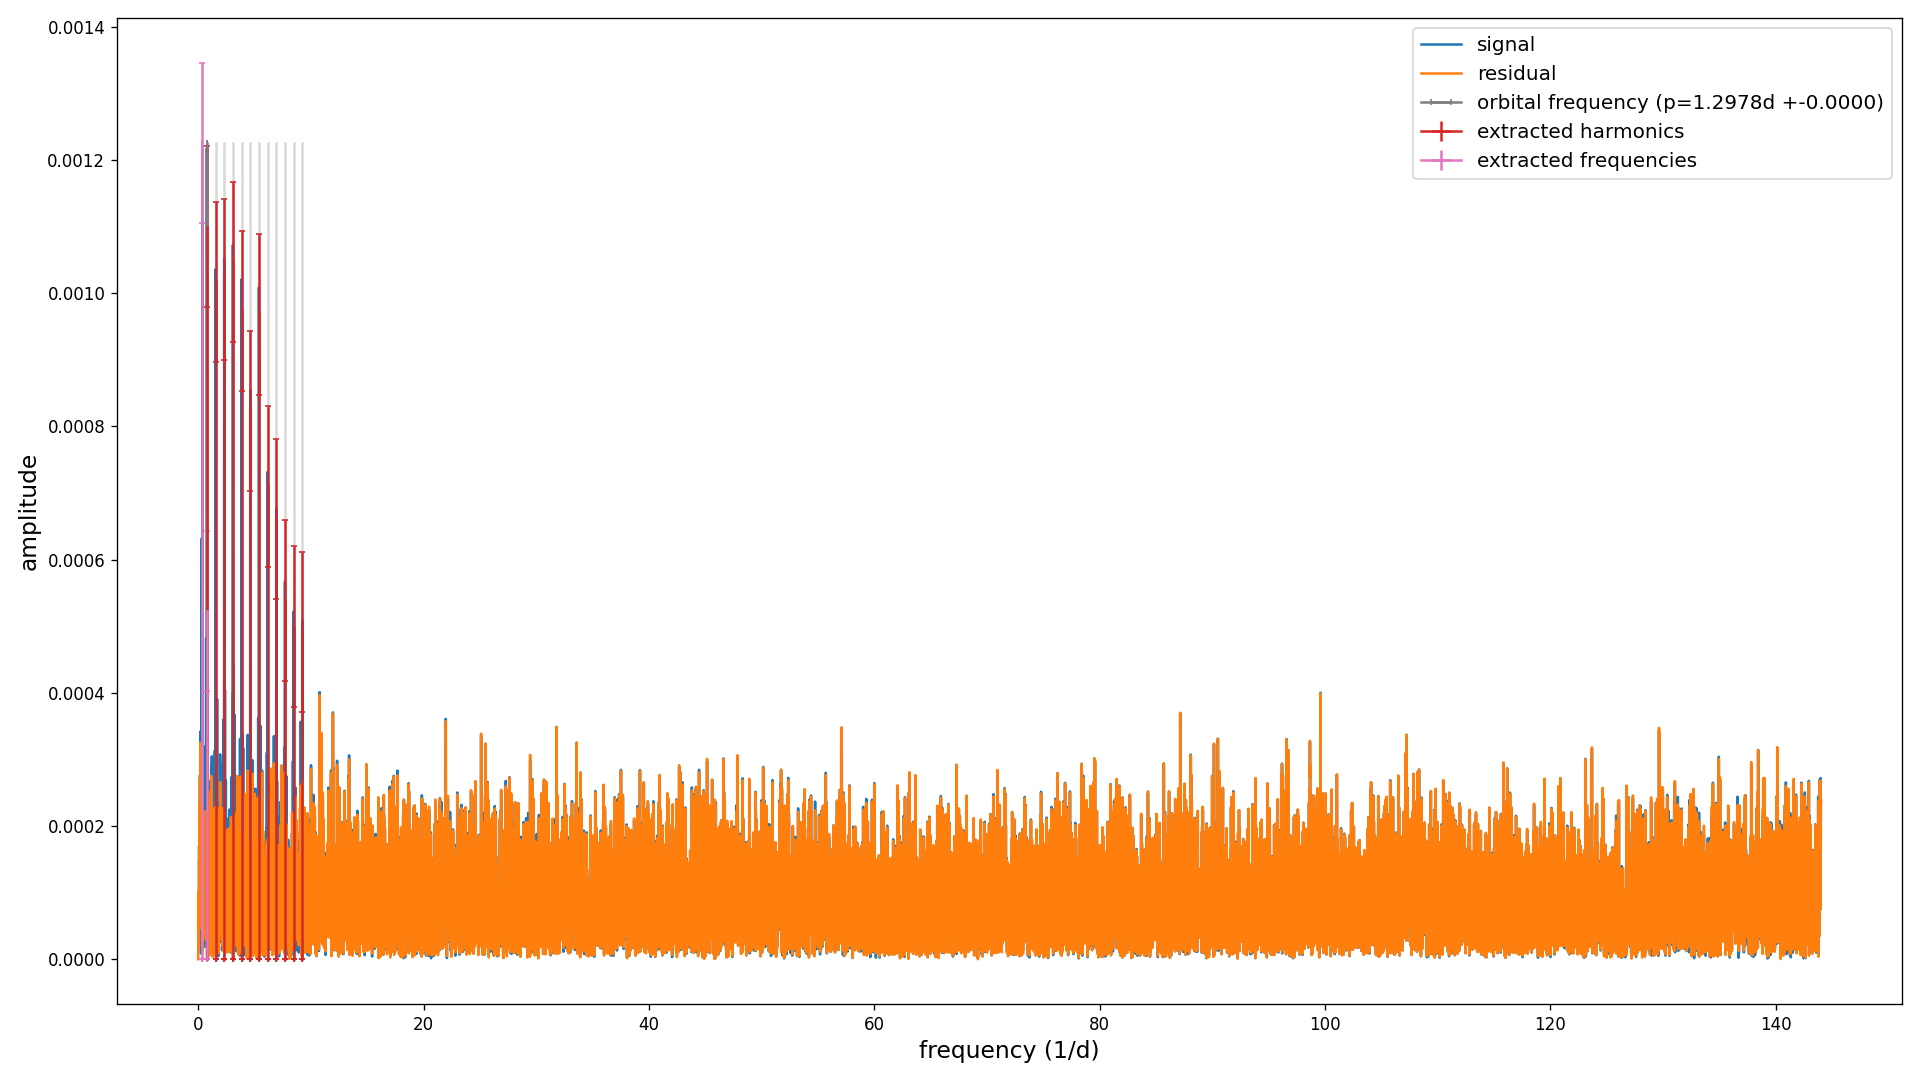 0.0014
0.0012
0.0010
0.0008
0.0006
0.0004
0.0002
0.0000
amplitude
signal
residual
orbital frequency (p=1.2978d +-0.0000)
extracted harmonics
extracted frequencies
0 20 40 60 80 100 120 140
frequency (1/d)